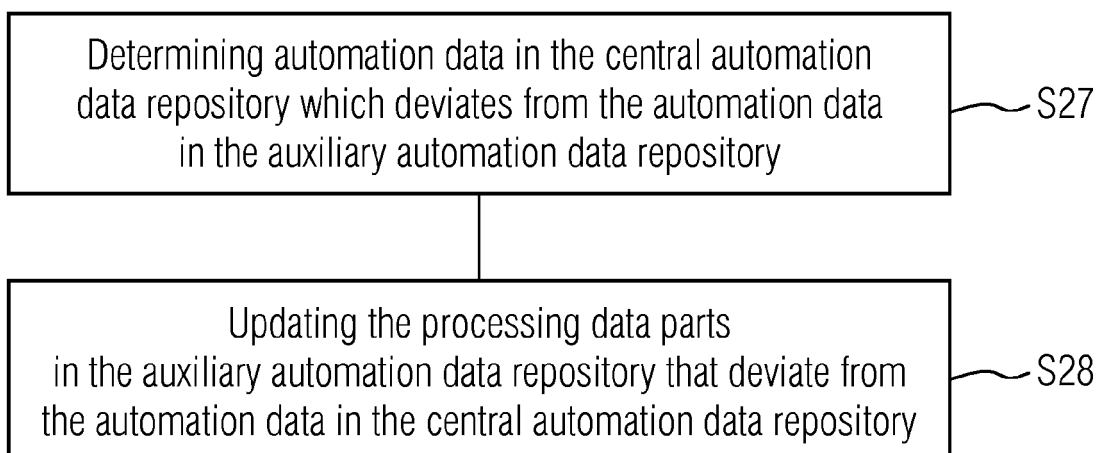 Determining automation data in the central automation
data repository which deviates from the automation data
in the auxiliary automation data repository
S27
Updating the processing data parts
in the auxiliary automation data repository that deviate from
the automation data in the central automation data repository
S28